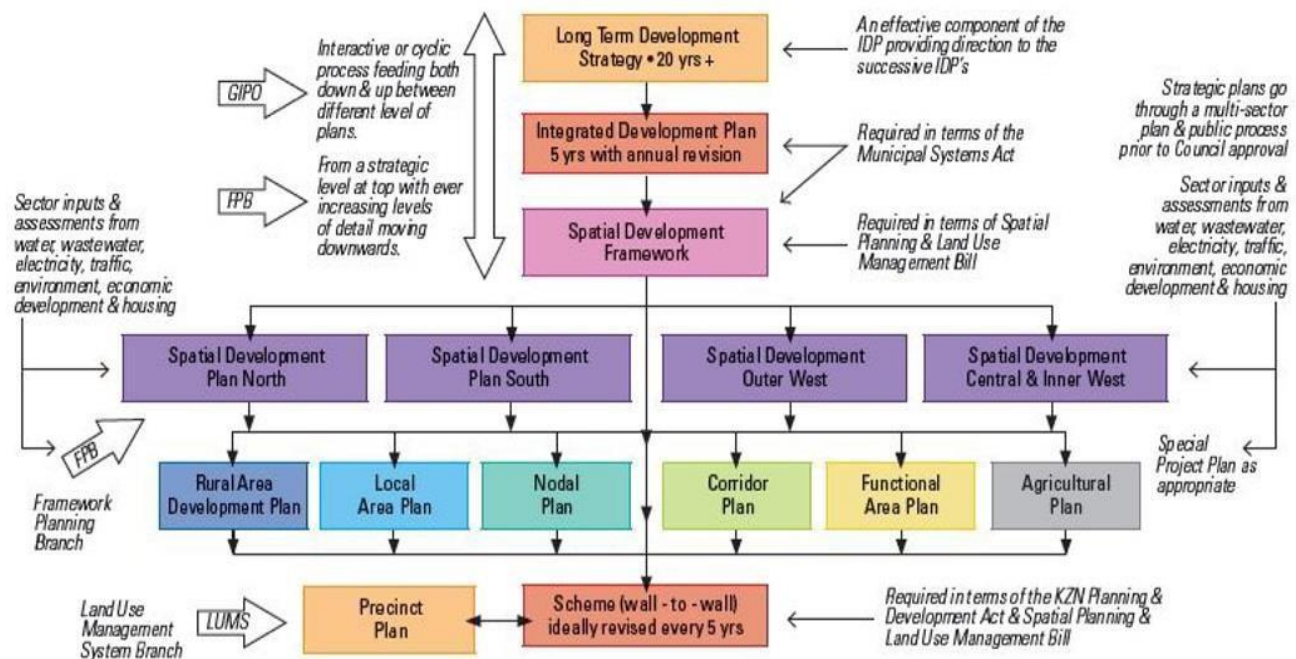 Long Term Development
Strategy • 20 yrs +
An effective component of the
IDP providing direction to the
successive IDP's
GIPO
Interactive or cyclic
process feeding both
down & up between
different level of
plans.
Integrated Development Plan
5 yrs with annual revision
Required in terms of the
Municipal Systems Act
Strategic plans go
through a multi-sector
plan & public process
prior to Council approval
FPB
From a strategic
level at top with ever
increasing levels
of detail moving
downwards.
Spatial Development
Framework
Required in terms of Spatial
Planning & Land Use
Management Bill
Sector inputs &
assessments from
water, wastewater,
electricity, traffic,
environment, economic
development & housing
Sector inputs &
assessments from
water, wastewater,
electricity, traffic,
environment, economic
development & housing
Spatial Development
Plan North
Spatial Development
Plan South
Spatial Development
Outer West
Spatial Development
Central & Inner West
FPB
Framework
Planning
Branch
Rural Area
Development Plan
Local
Area Plan
Nodal
Plan
Corridor
Plan
Functional
Area Plan
Agricultural
Plan
Special
Project Plan as
appropriate
Land Use
Management
System Branch
LUMS
Precinct
Plan
Scheme (wall - to - wall)
ideally revised every 5 yrs
Required in terms of the KZN Planning &
Development Act & Spatial Planning &
Land Use Management Bill